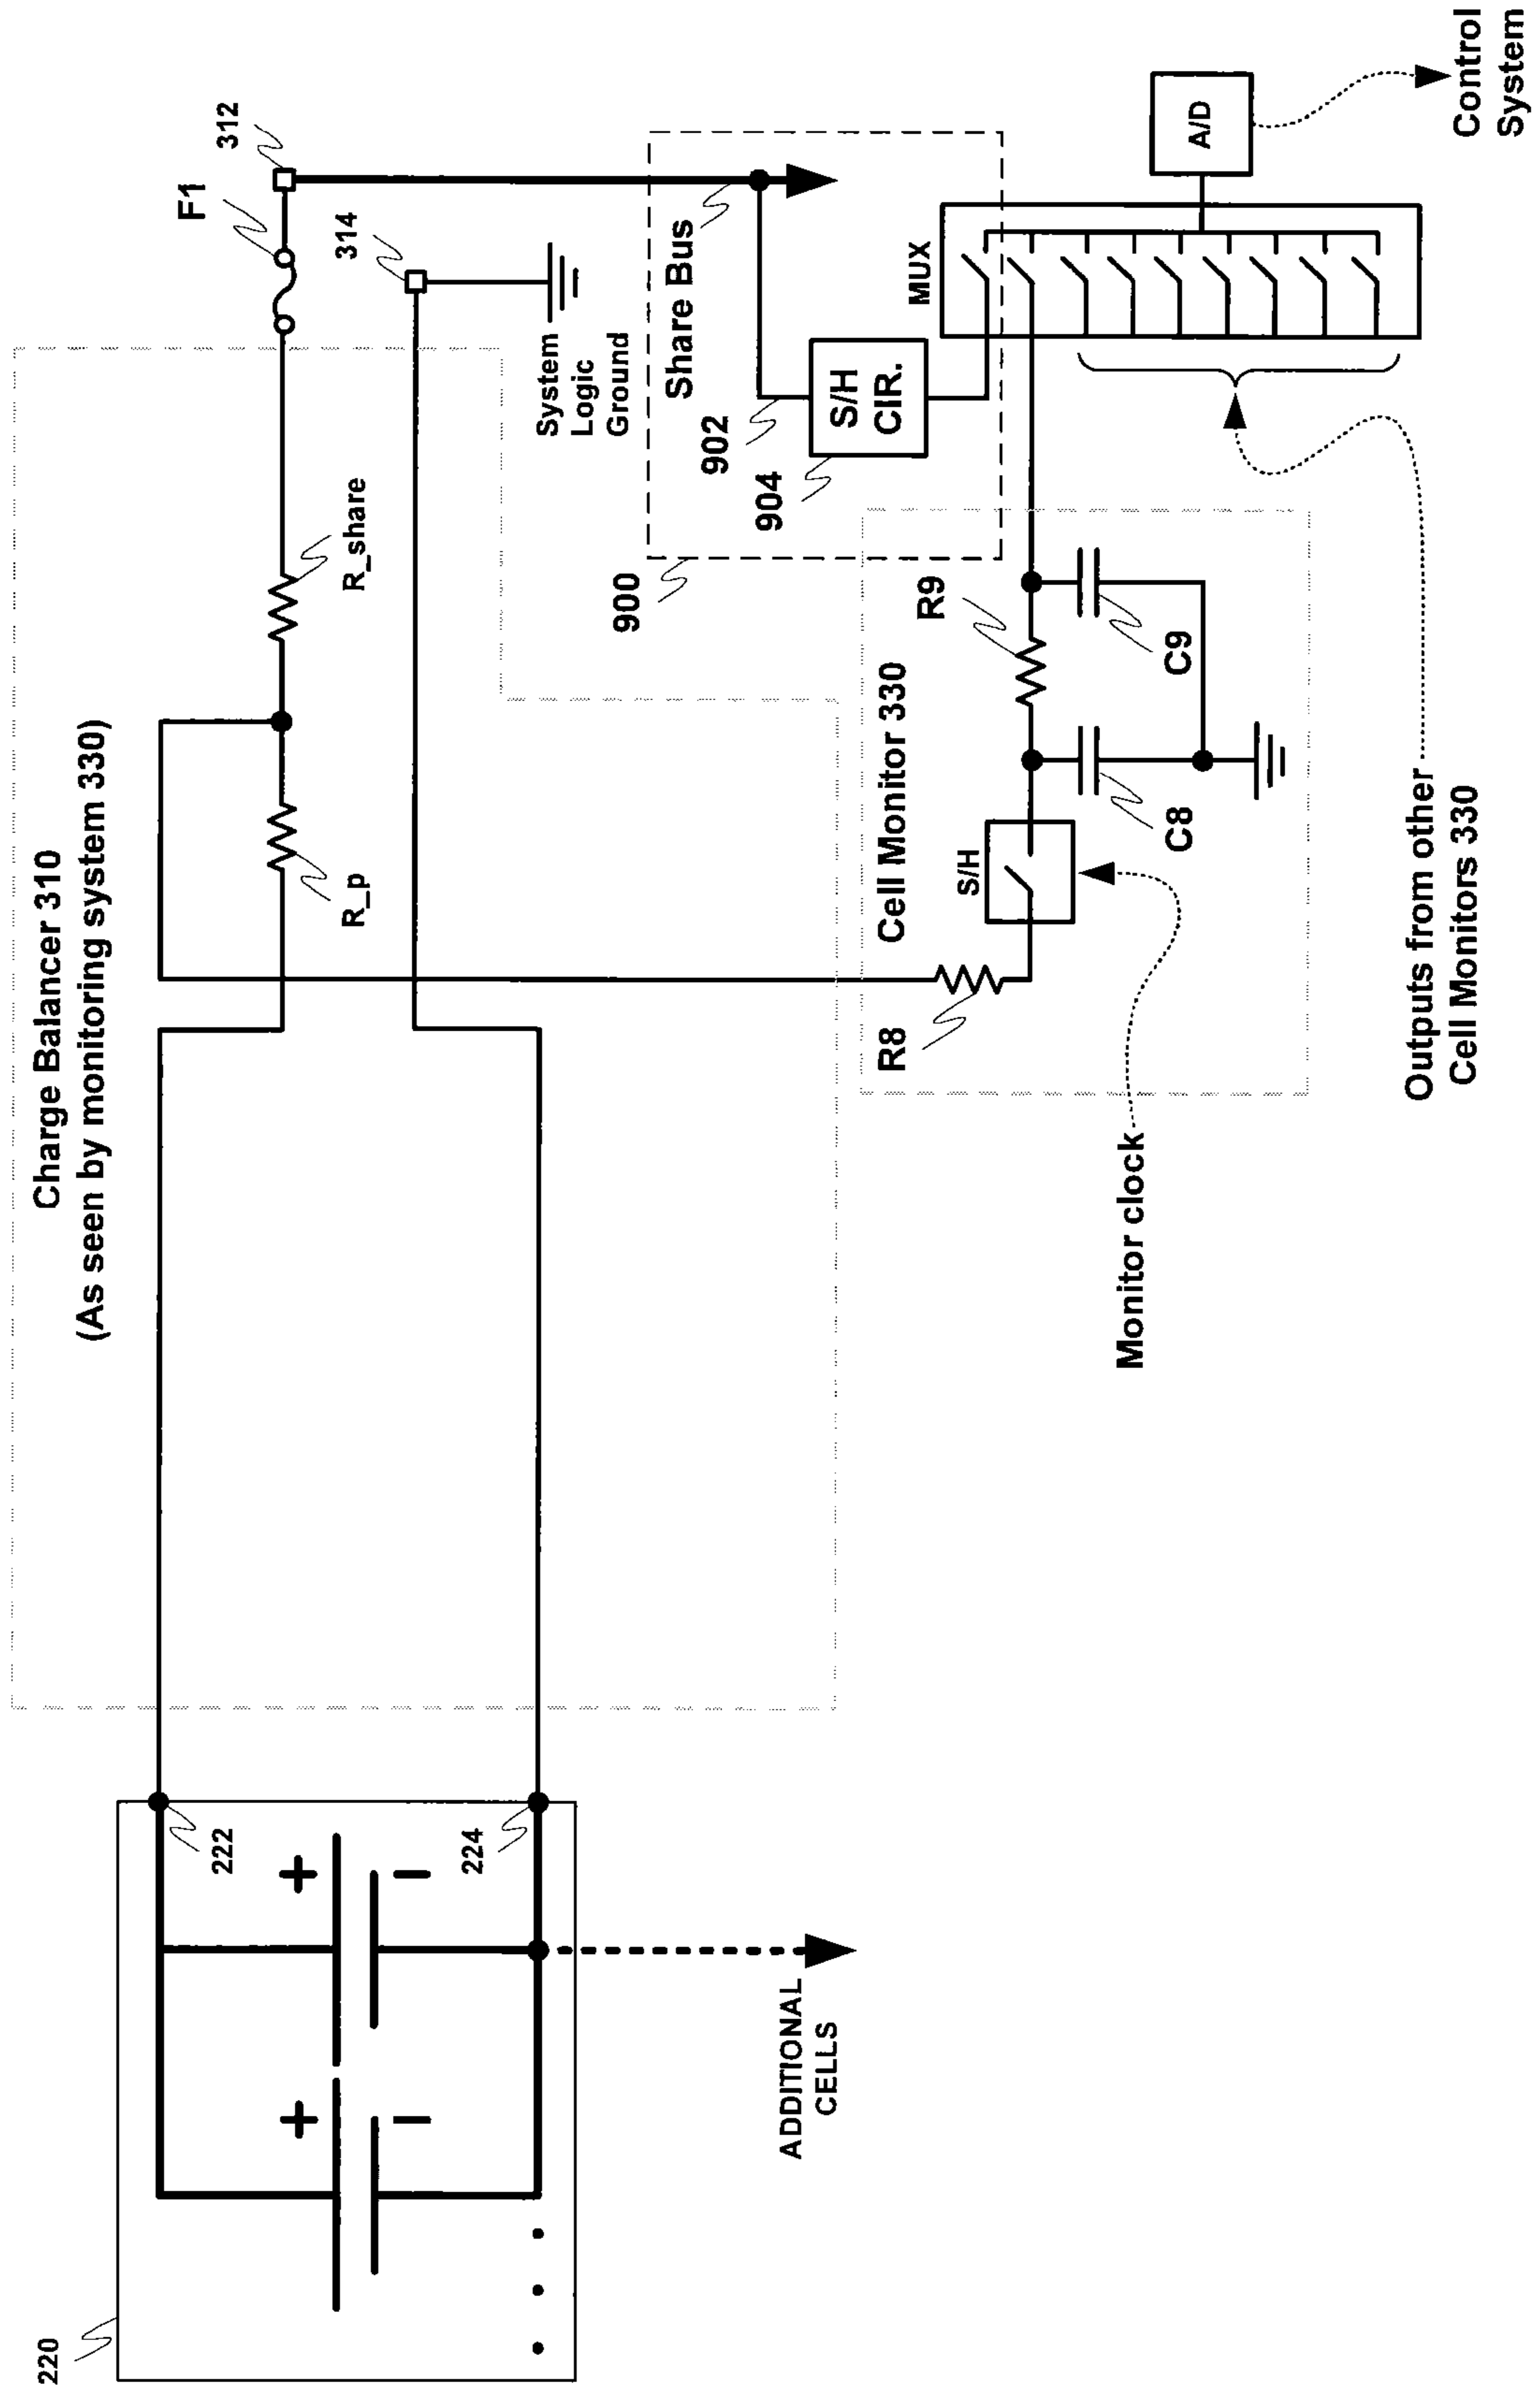 Charge Balancer 310
(As seen by monitoring system 330)
220
222
224
+
−
+
−
ADDITIONAL
CELLS
R_p
R_share
F1
312
314
System
Logic
Ground
Share Bus
900
902
904
S/H
CIR.
MUX
A/D
Control
System
Cell Monitor 330
R8
S/H
R9
C8
C9
Monitor clock
Outputs from other
Cell Monitors 330